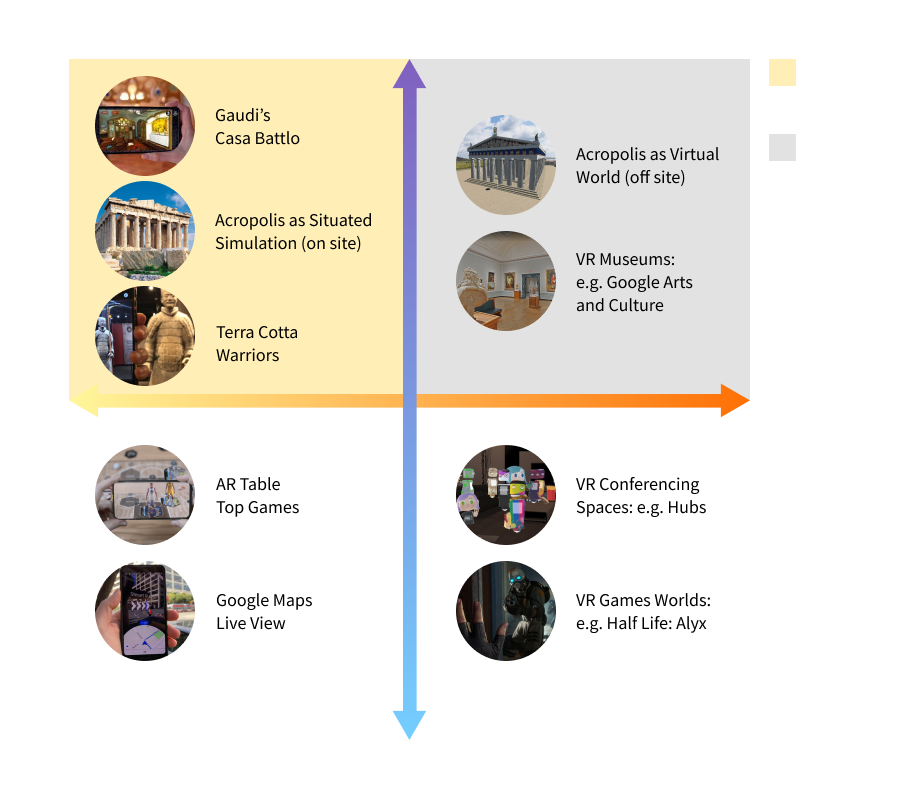 Gaudi’s
Casa Battlo
Acropolis as Situated
Simulation (on site)
Terra Cotta
Warriors
Acropolis as Virtual
World (off site)
VR Museums:
e.g. Google Arts
and Culture
AR Table
Top Games
Google Maps
Live View
VR Conferencing
Spaces: e.g. Hubs
VR Games Worlds:
e.g. Half Life: Alyx